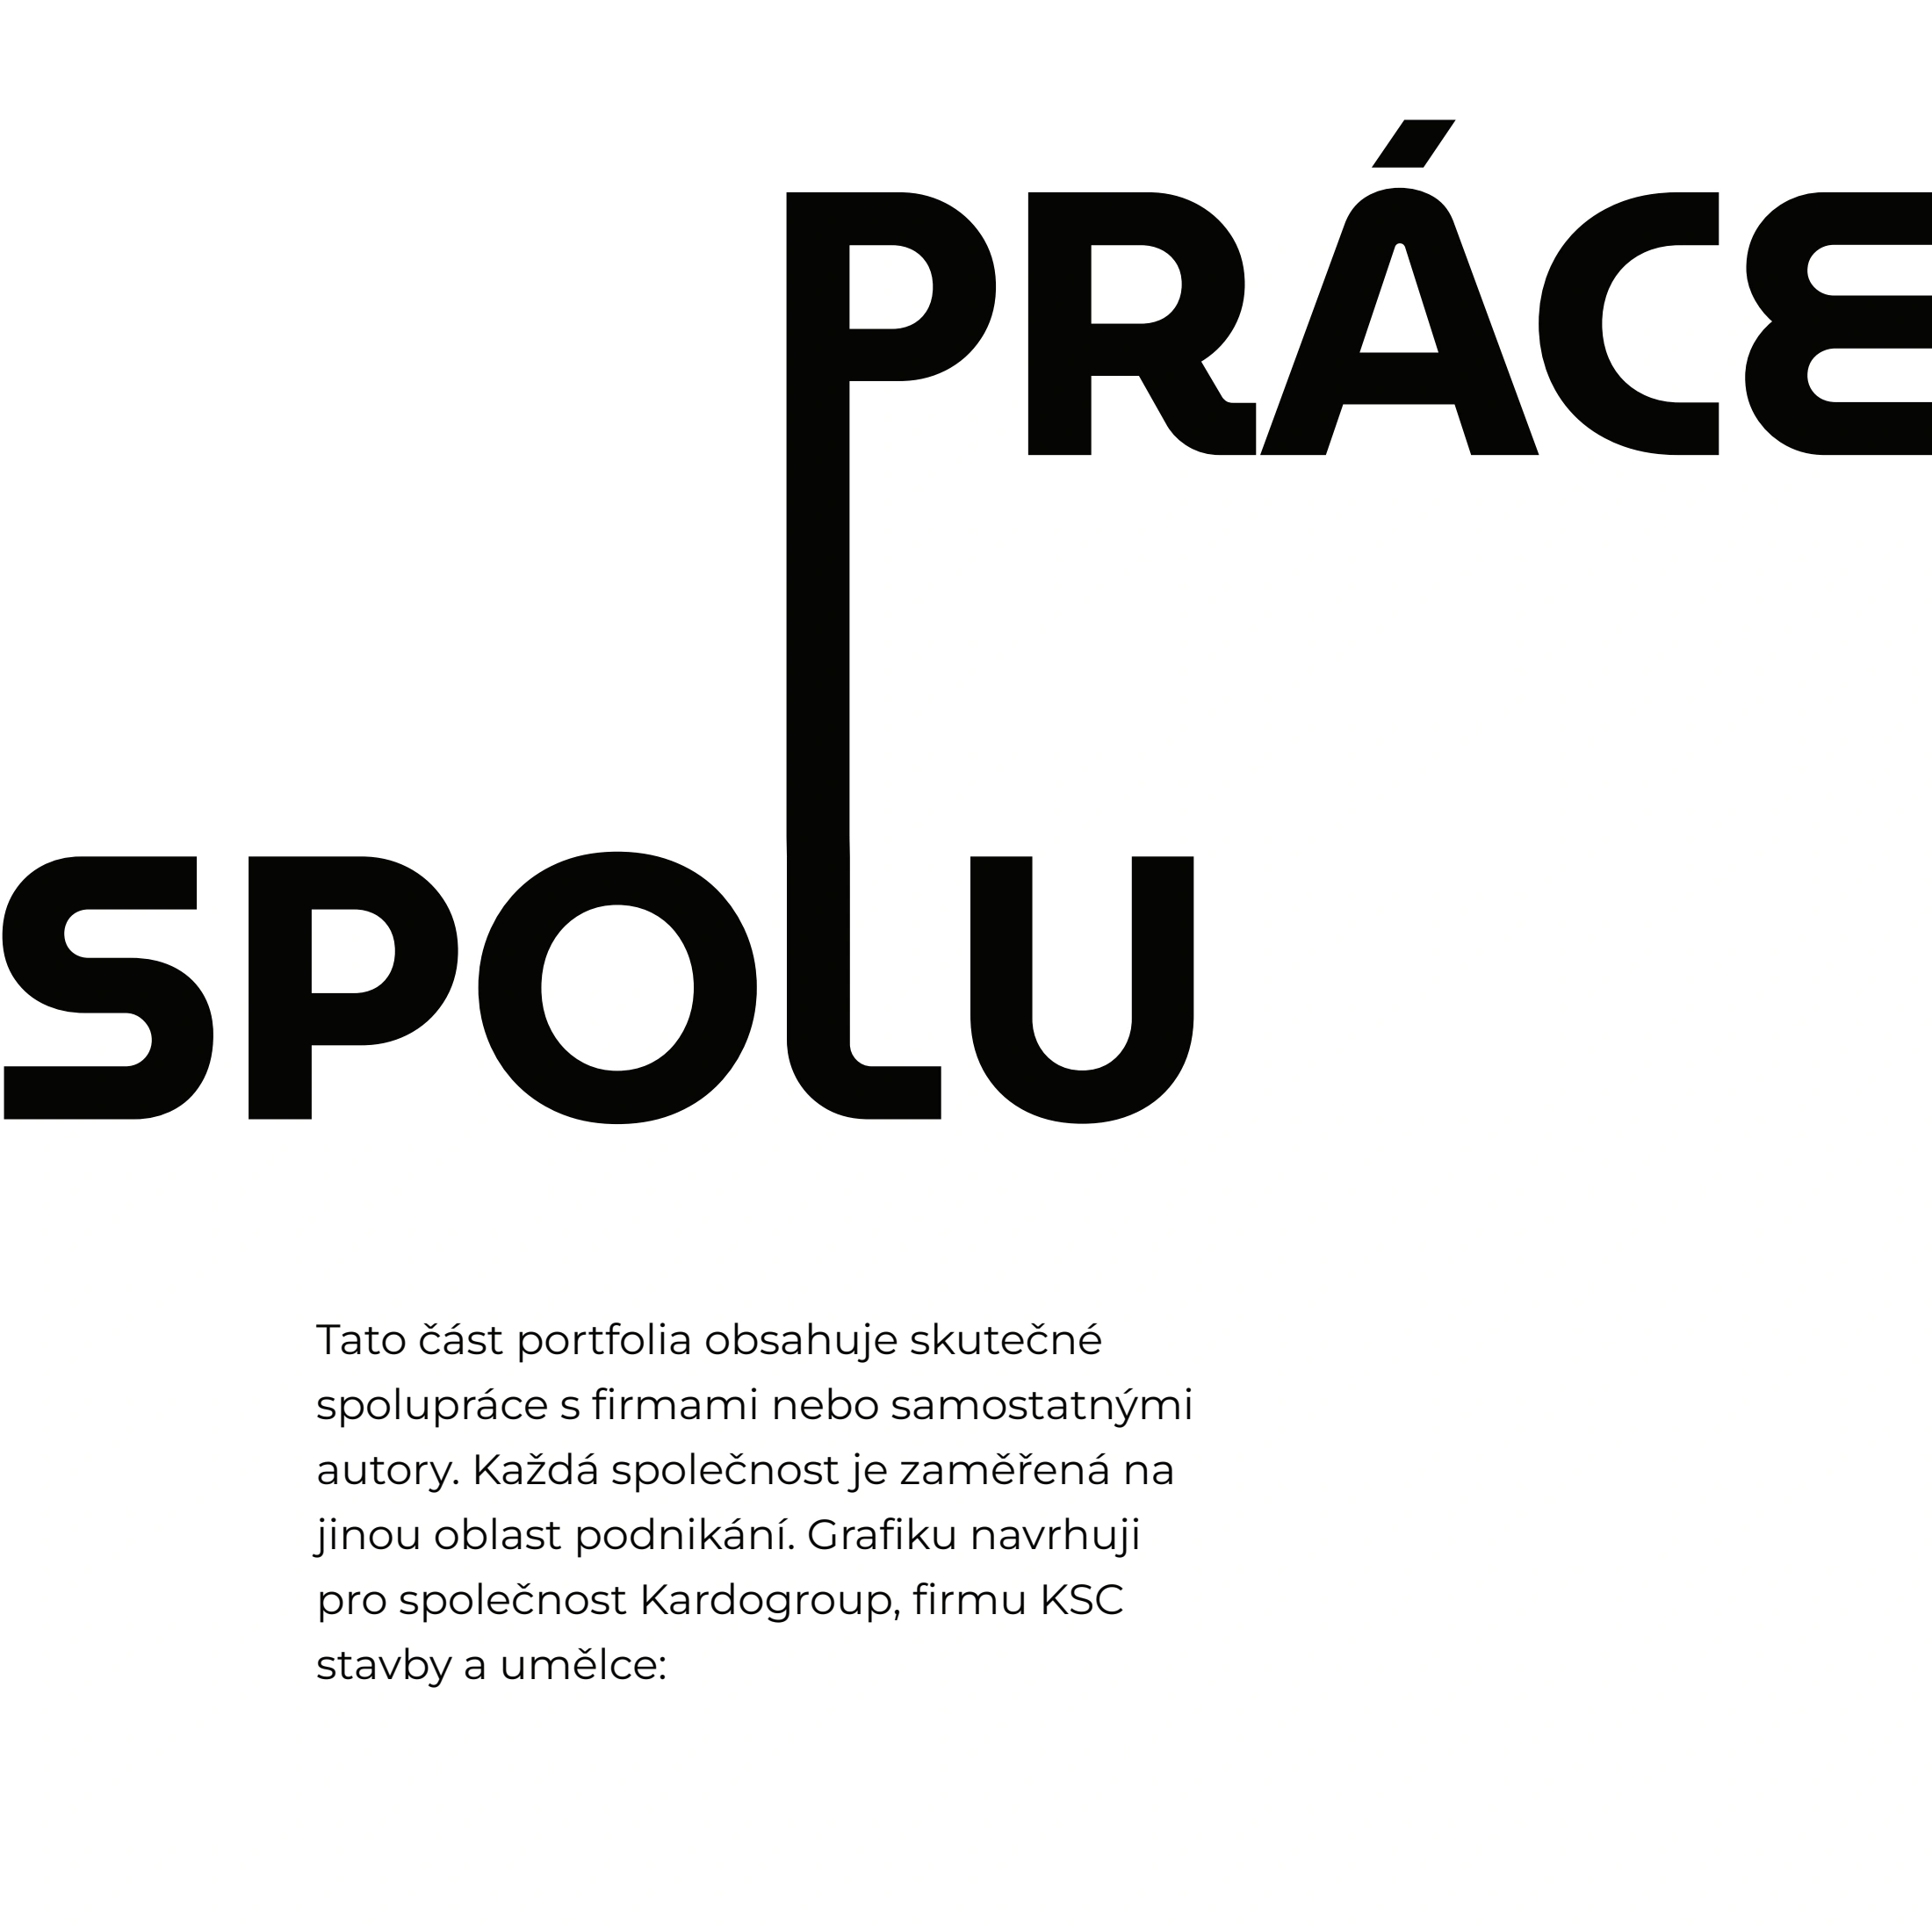 PRÁCE
SPOLU
Tato část portfolia obsahuje skutečné
spolupráce s firmami nebo samostatnými
autory. Každá společnost je zaměřená na
jinou oblast podnikání. Grafiku navrhuji
pro společnost Kardogroup, firmu KSC
stavby a umělce: